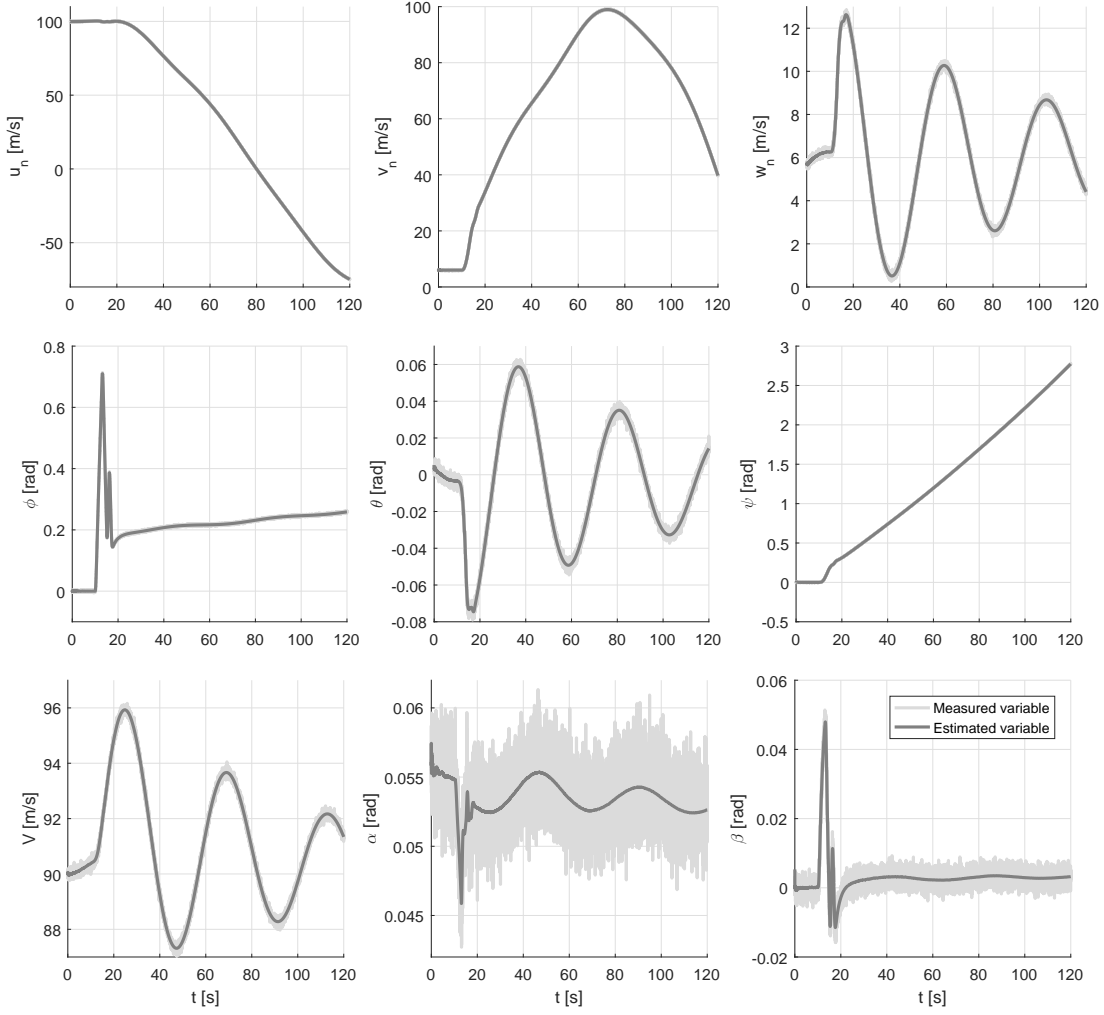 u_n [m/s]
100
50
0
-50
0 20 40 60 80 100 120
v_n [m/s]
100
80
60
40
20
0
0 20 40 60 80 100 120
w_n [m/s]
12
10
8
6
4
2
0
0 20 40 60 80 100 120
ϕ [rad]
0.8
0.6
0.4
0.2
0
0 20 40 60 80 100 120
θ [rad]
0.06
0.04
0.02
0
-0.02
-0.04
-0.06
-0.08
0 20 40 60 80 100 120
ψ [rad]
3
2.5
2
1.5
1
0.5
0
-0.5
0 20 40 60 80 100 120
V [m/s]
96
94
92
90
88
0 20 40 60 80 100 120
t [s]
α [rad]
0.06
0.055
0.05
0.045
0 20 40 60 80 100 120
t [s]
β [rad]
0.06
0.04
0.02
0
-0.02
Measured variable
Estimated variable
0 20 40 60 80 100 120
t [s]